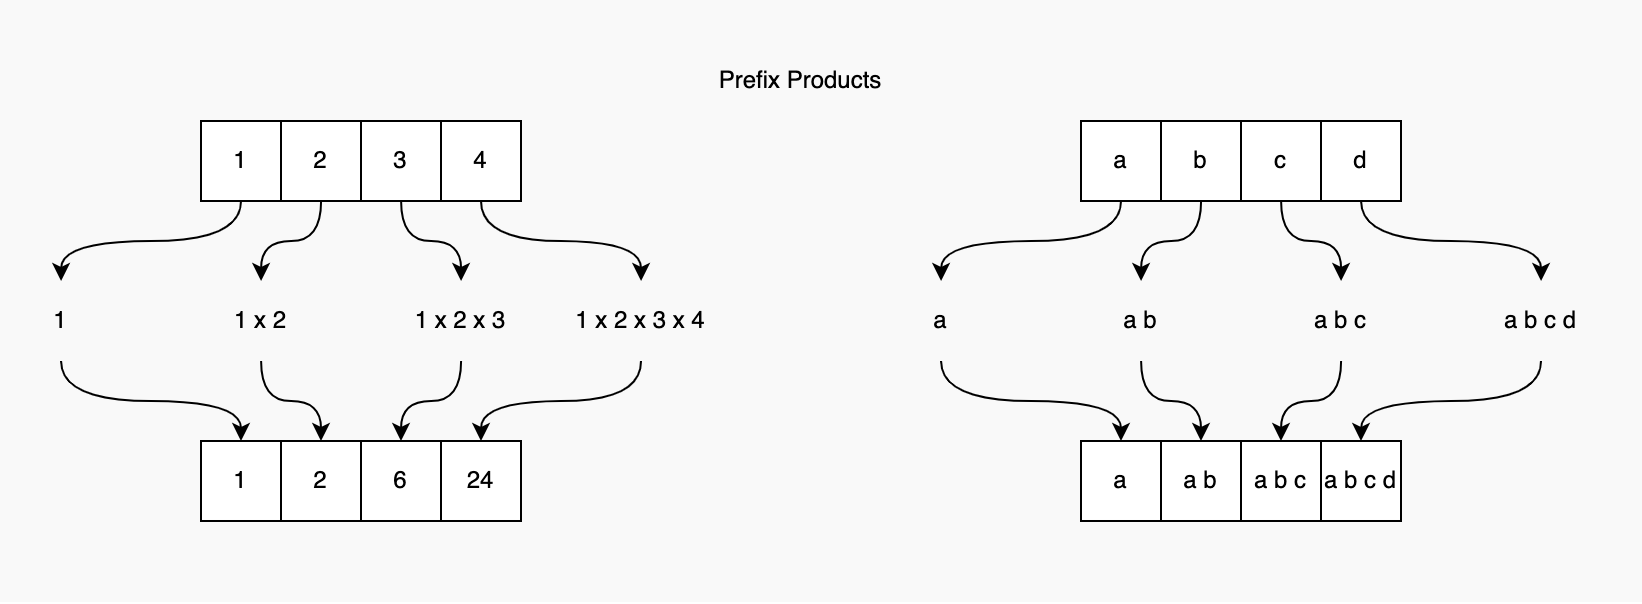 Prefix Products
1 2 3 4
1 1 x 2 1 x 2 x 3 1 x 2 x 3 x 4
1 2 6 24
a b c d
a a b a b c a b c d
a a b a b c a b c d